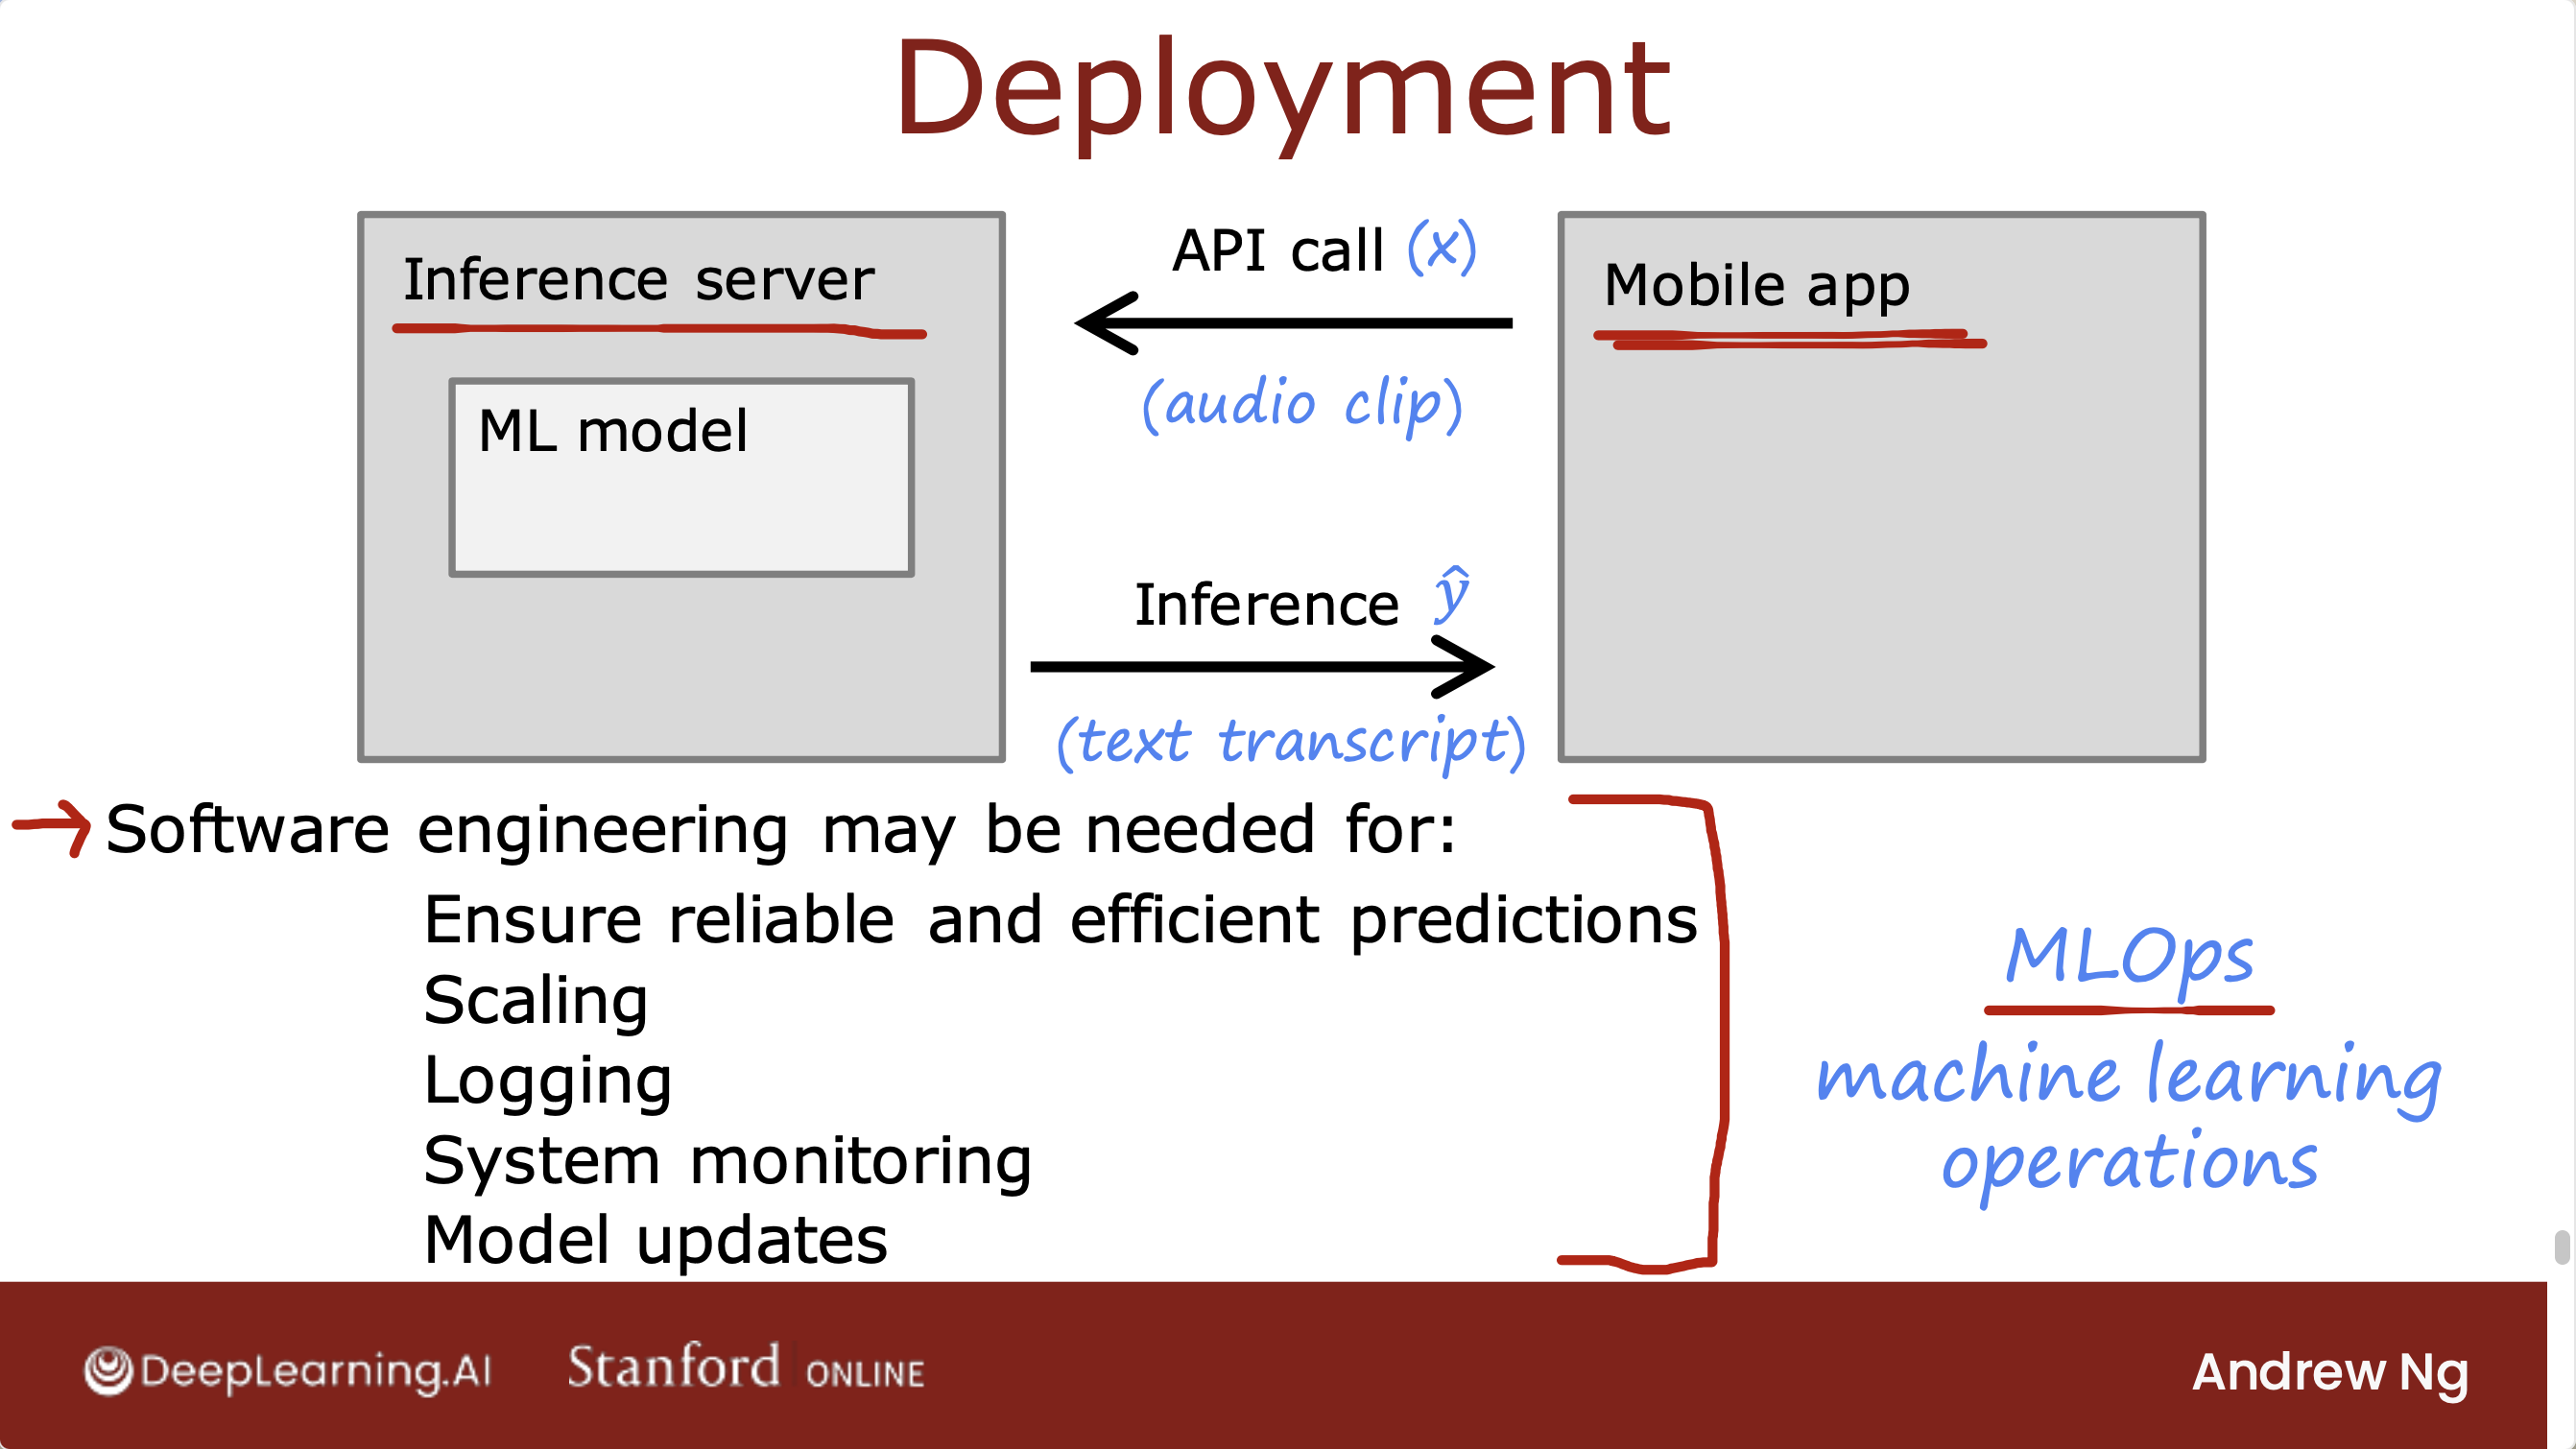 Deployment
Inference server
ML model
API call (x)
(audio clip)
Inference ŷ
(text transcript)
Mobile app
Software engineering may be needed for:
Ensure reliable and efficient predictions
Scaling
Logging
System monitoring
Model updates
MLOps
machine learning
operations
DeepLearning.AI
Stanford ONLINE
Andrew Ng